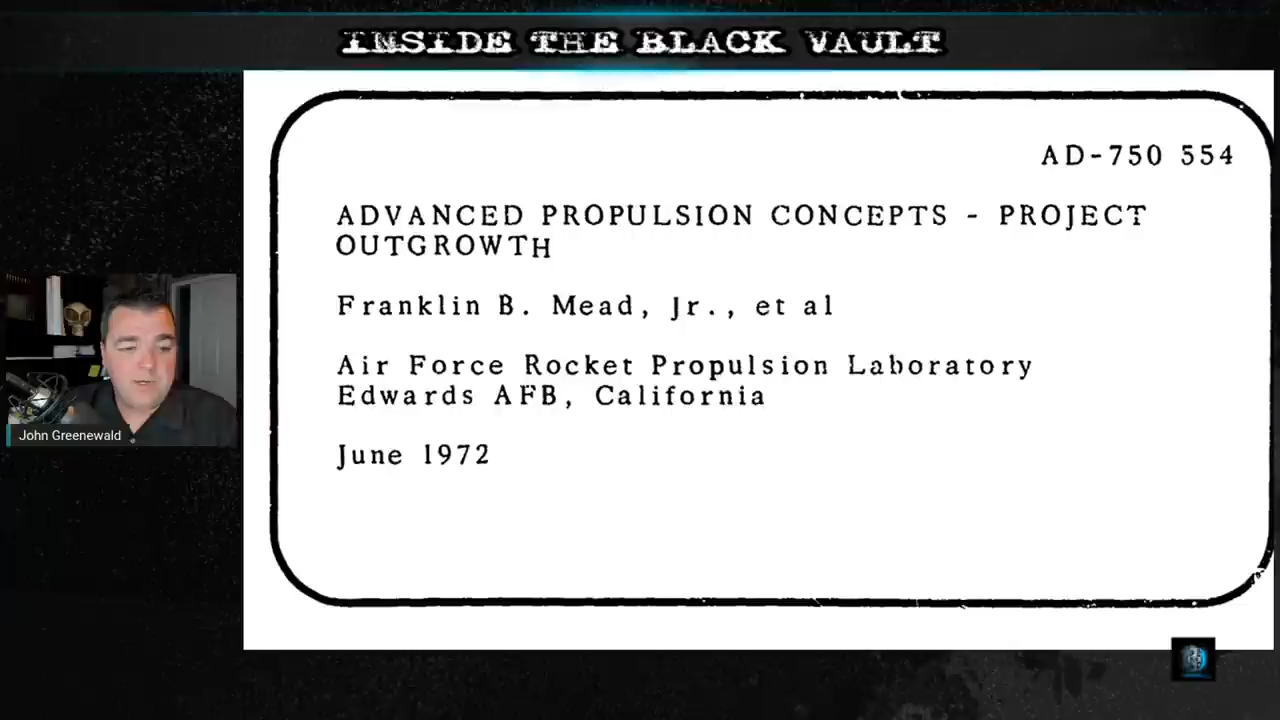 INSIDE THE BLACK VAULT
AD-750 554
ADVANCED PROPULSION CONCEPTS - PROJECT
OUTGROWTH
Franklin B. Mead, Jr., et al
Air Force Rocket Propulsion Laboratory
Edwards AFB, California
June 1972
John Greenewald